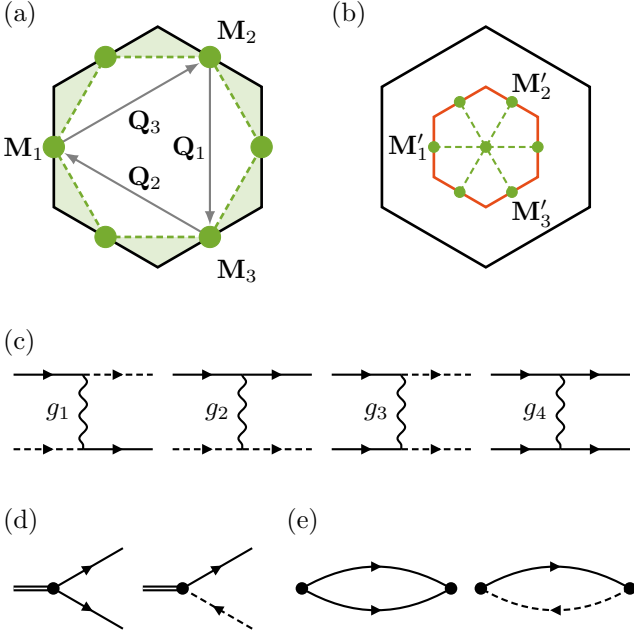 (a)
M₂
M₁
Q₃
Q₁
Q₂
M₃
(b)
M′₂
M′₁
M′₃
(c)
g₁
g₂
g₃
g₄
(d)
(e)